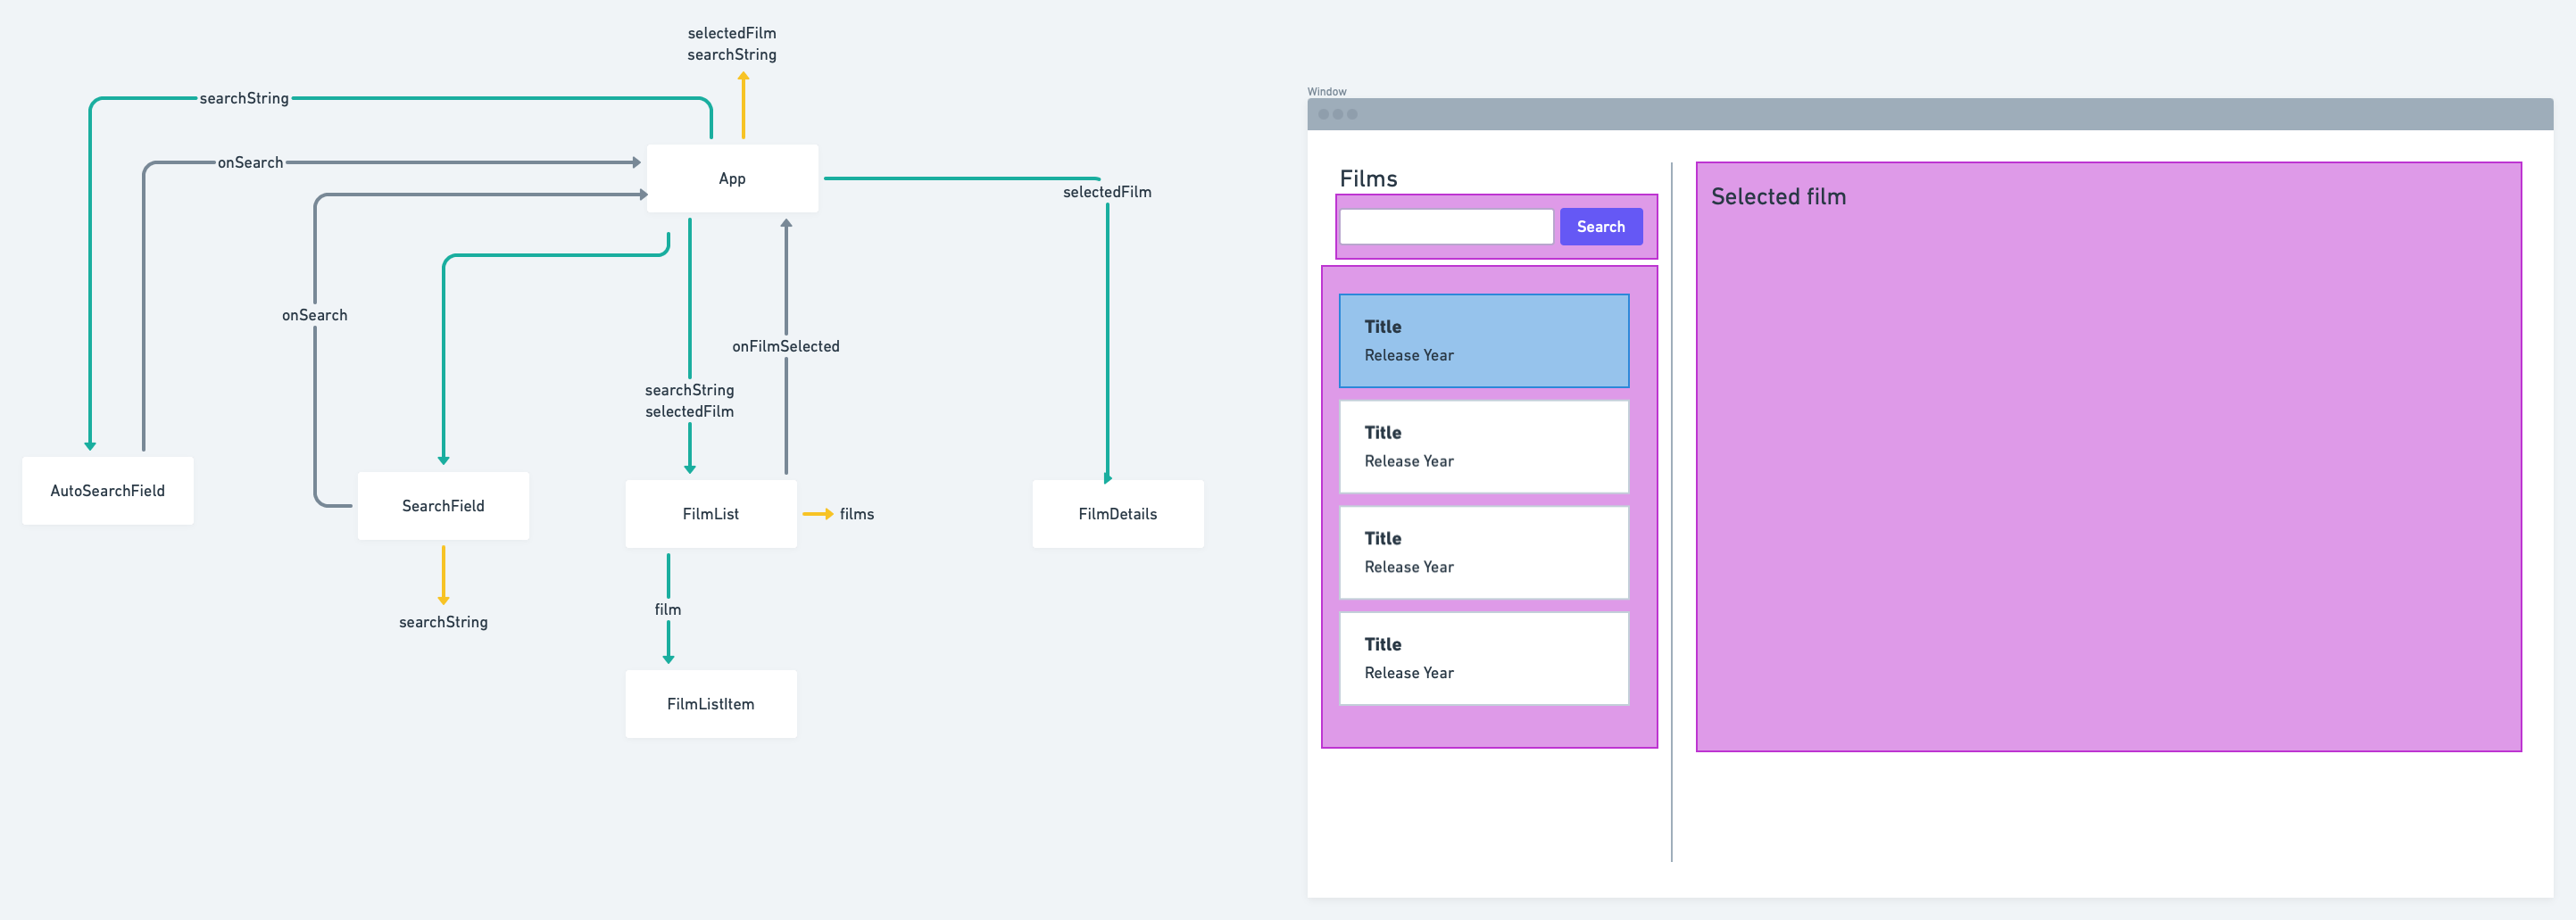 selectedFilm
searchString
searchString
onSearch
App
selectedFilm
onSearch
onFilmSelected
searchString
selectedFilm
AutoSearchField
SearchField
FilmList
films
FilmDetails
film
searchString
FilmListItem
Window
Films
Search
Title
Release Year
Title
Release Year
Title
Release Year
Title
Release Year
Selected film